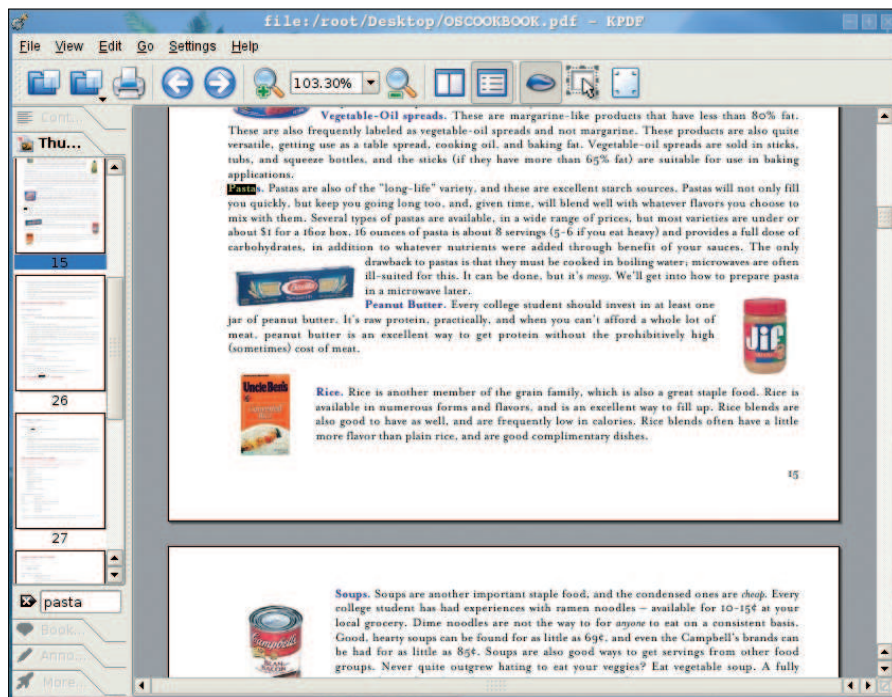 file:/root/Desktop/OSCOOKBOOK.pdf – KPDF
File View Edit Go Settings Help
103.30%
Cont...
Thu...
15
26
27
pasta
Book...
Anno...
More...
Vegetable-Oil spreads. These are margarine-like products that have less than 80% fat.
These are also frequently labeled as vegetable-oil spreads and not margarine. These products are also quite
versatile, getting use as a table spread, cooking oil, and baking fat. Vegetable-oil spreads are sold in sticks,
tubs, and squeeze bottles, and the sticks (if they have more than 65% fat) are suitable for use in baking
applications.
Pastas. Pastas are also of the "long-life" variety, and these are excellent starch sources. Pastas will not only fill
you quickly, but keep you going long too, and, given time, will blend well with whatever flavors you choose to
mix with them. Several types of pastas are available, in a wide range of prices, but most varieties are under or
about $1 for a 16oz box. 16 ounces of pasta is about 8 servings (5-6 if you eat heavy) and provides a full dose of
carbohydrates, in addition to whatever nutrients were added through benefit of your sauces. The only
drawback to pastas is that they must be cooked in boiling water; microwaves are often
ill-suited for this. It can be done, but it's messy. We'll get into how to prepare pasta
in a microwave later.
Peanut Butter. Every college student should invest in at least one
jar of peanut butter. It's raw protein, practically, and when you can't afford a whole lot of
meat, peanut butter is an excellent way to get protein without the prohibitively high
(sometimes) cost of meat.
Jif
Uncle Ben's
Rice. Rice is another member of the grain family, which is also a great staple food. Rice is
available in numerous forms and flavors, and is an excellent way to fill up. Rice blends are
also good to have as well, and are frequently low in calories. Rice blends often have a little
more flavor than plain rice, and are good complimentary dishes.
15
Soups. Soups are another important staple food, and the condensed ones are cheap. Every
college student has had experiences with ramen noodles – available for 10-15¢ at your
local grocery. Dime noodles are not the way to for anyone to eat on a consistent basis.
Good, hearty soups can be found for as little as 69¢, and even the Campbell's brands can
be had for as little as 85¢. Soups are also good ways to get servings from other food
groups. Never quite outgrew hating to eat your veggies? Eat vegetable soup. A fully
Campbell's
BEAN
BACON